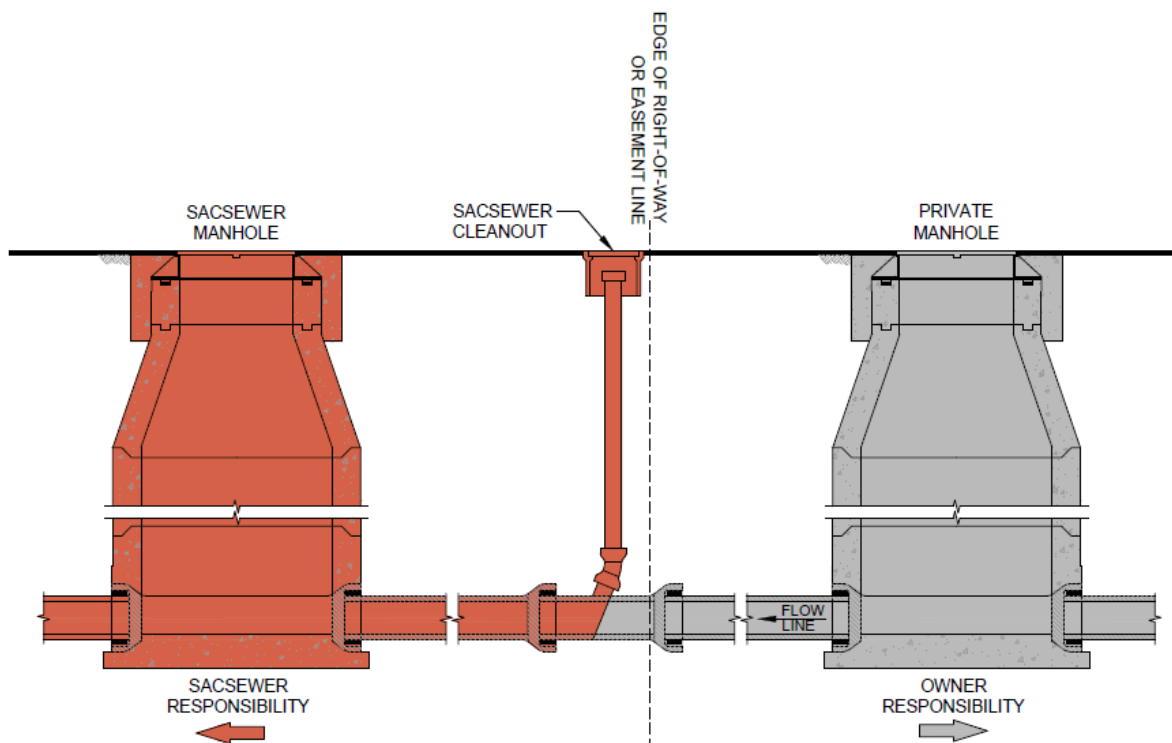 EDGE OF RIGHT-OF-WAY
OR EASEMENT LINE
SACSEWER
MANHOLE
SACSEWER
CLEANOUT
PRIVATE
MANHOLE
FLOW
LINE
SACSEWER
RESPONSIBILITY
OWNER
RESPONSIBILITY